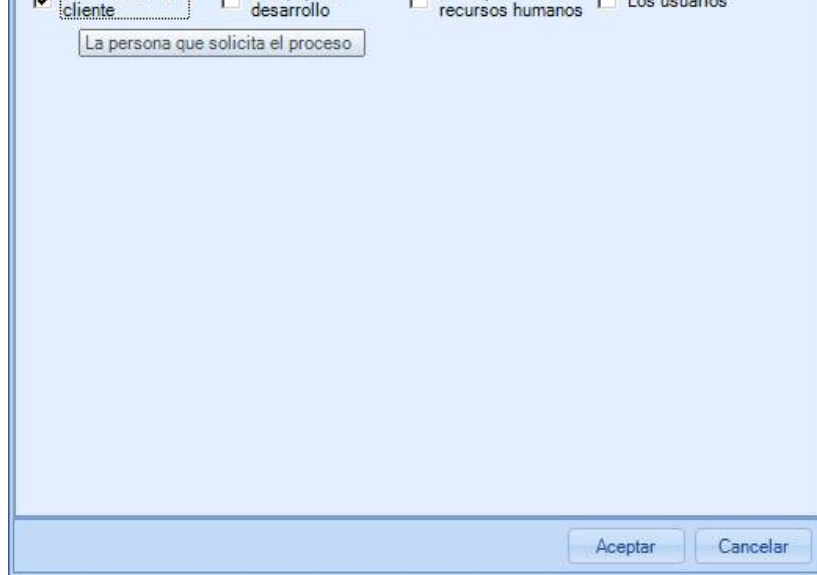 cliente
desarrollo
recursos humanos
Los usuarios
La persona que solicita el proceso
Aceptar
Cancelar